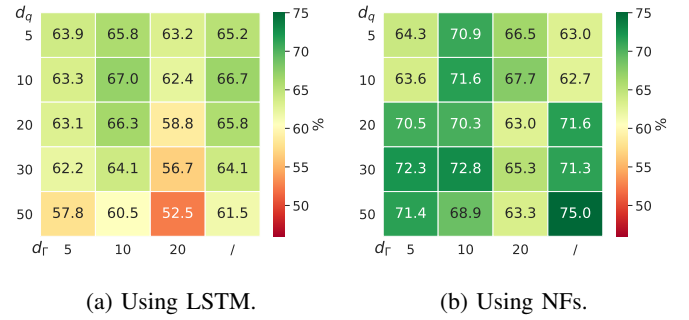 d_q
5 63.9 65.8 63.2 65.2
10 63.3 67.0 62.4 66.7
20 63.1 66.3 58.8 65.8
30 62.2 64.1 56.7 64.1
50 57.8 60.5 52.5 61.5
d_Γ 5 10 20 /
75
70
65
60
55
50
%
(a) Using LSTM.
d_q
5 64.3 70.9 66.5 63.0
10 63.6 71.6 67.7 62.7
20 70.5 70.3 63.0 71.6
30 72.3 72.8 65.3 71.3
50 71.4 68.9 63.3 75.0
d_Γ 5 10 20 /
75
70
65
60
55
50
%
(b) Using NFs.